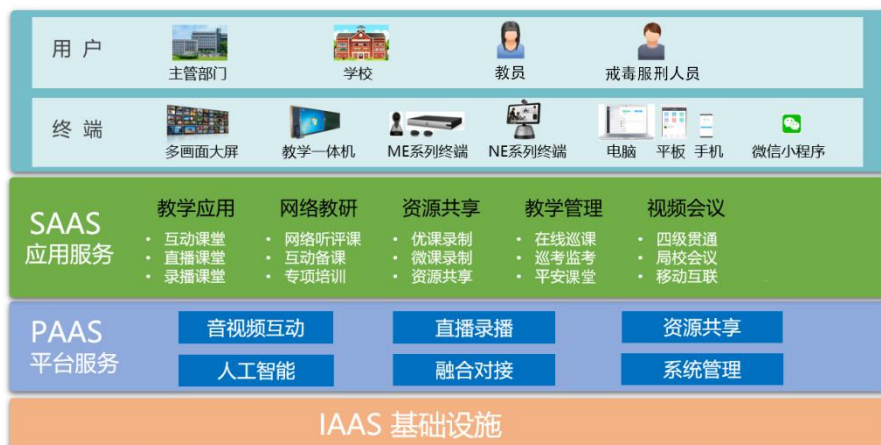 用户
主管部门 学校 教员 戒毒服刑人员
终端
多画面大屏 教学一体机 ME系列终端 NE系列终端 电脑 平板 手机 微信小程序
SAAS
应用服务
教学应用 网络教研 资源共享 教学管理 视频会议
• 互动课堂 • 网络听评课 • 优课录制 • 在线巡课 • 四级贯通
• 直播课堂 • 互动备课 • 微课录制 • 巡考监考 • 局校会议
• 录播课堂 • 专项培训 • 资源共享 • 平安课堂 • 移动互联
PAAS
平台服务
音视频互动 直播录播 资源共享
人工智能 融合对接 系统管理
IAAS 基础设施